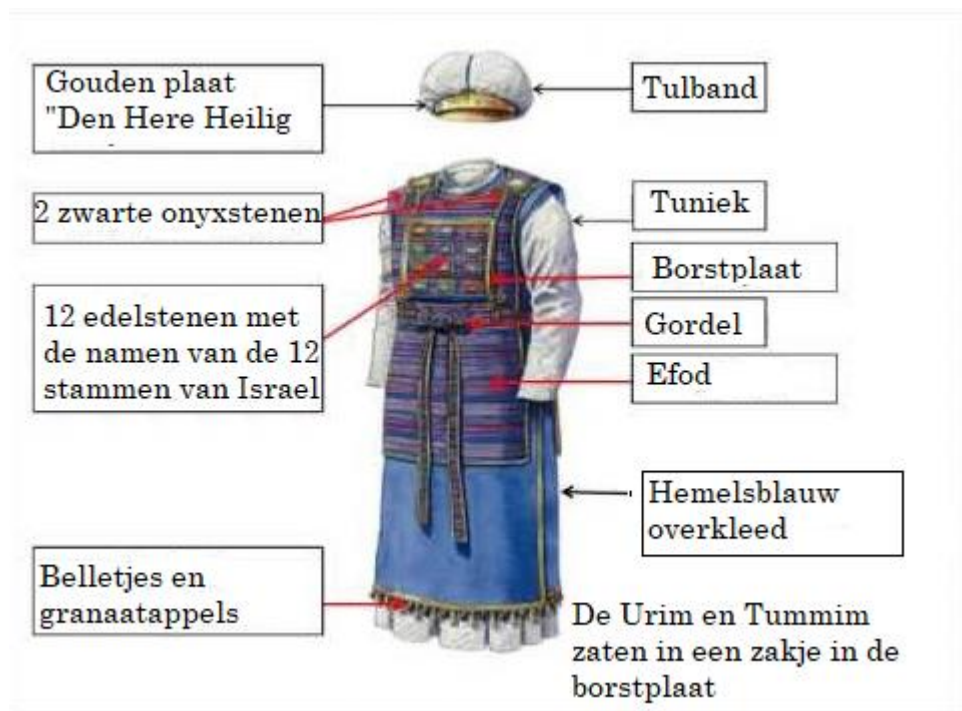 Gouden plaat
"Den Here Heilig
Tulband
2 zwarte onyxstenen
Tuniek
Borstplaat
12 edelstenen met
de namen van de 12
stammen van Israel
Gordel
Efod
Hemelsblauw
overkleed
Belletjes en
granaatappels
De Urim en Tummim
zaten in een zakje in de
borstplaat